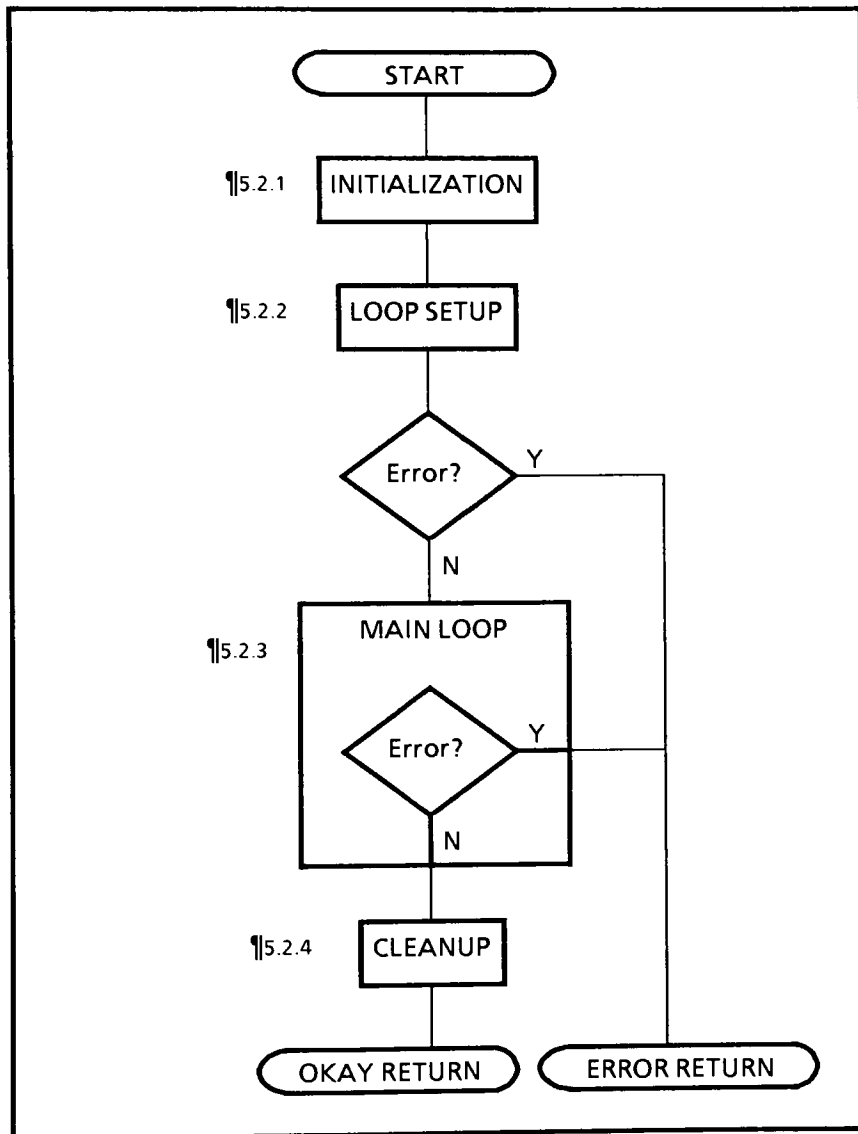 START
¶5.2.1 INITIALIZATION
¶5.2.2 LOOP SETUP
Error? Y
N
MAIN LOOP
¶5.2.3
Error? Y
N
¶5.2.4 CLEANUP
OKAY RETURN
ERROR RETURN